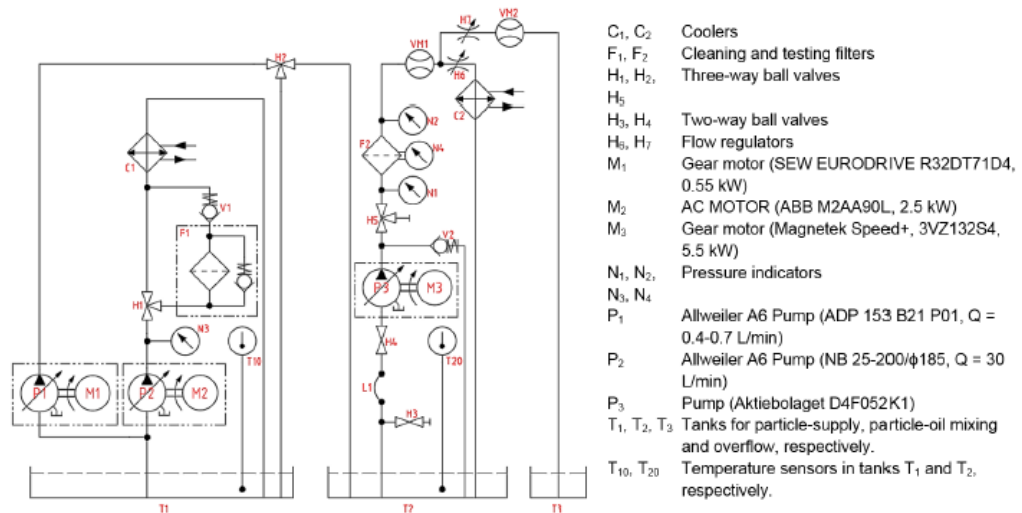 H2
H7
VM2
VM1
H6
C2
N2
F2
N4
N1
C1
V1
F1
H5
V2
H1
N3
T10
P3
M3
H4
T20
P1
M1
P2
M2
L1
H3
T1
T2
T3
C₁, C₂ Coolers
F₁, F₂ Cleaning and testing filters
H₁, H₂, Three-way ball valves
H₅
H₃, H₄ Two-way ball valves
H₆, H₇ Flow regulators
M₁ Gear motor (SEW EURODRIVE R32DT71D4,
0.55 kW)
M₂ AC MOTOR (ABB M2AA90L, 2.5 kW)
M₃ Gear motor (Magnetek Speed+, 3VZ132S4,
5.5 kW)
N₁, N₂, Pressure indicators
N₃, N₄
P₁ Allweiler A6 Pump (ADP 153 B21 P01, Q =
0.4-0.7 L/min)
P₂ Allweiler A6 Pump (NB 25-200/ϕ185, Q = 30
L/min)
P₃ Pump (Aktiebolaget D4F052K1)
T₁, T₂, T₃ Tanks for particle-supply, particle-oil mixing
and overflow, respectively.
T₁₀, T₂₀ Temperature sensors in tanks T₁ and T₂,
respectively.